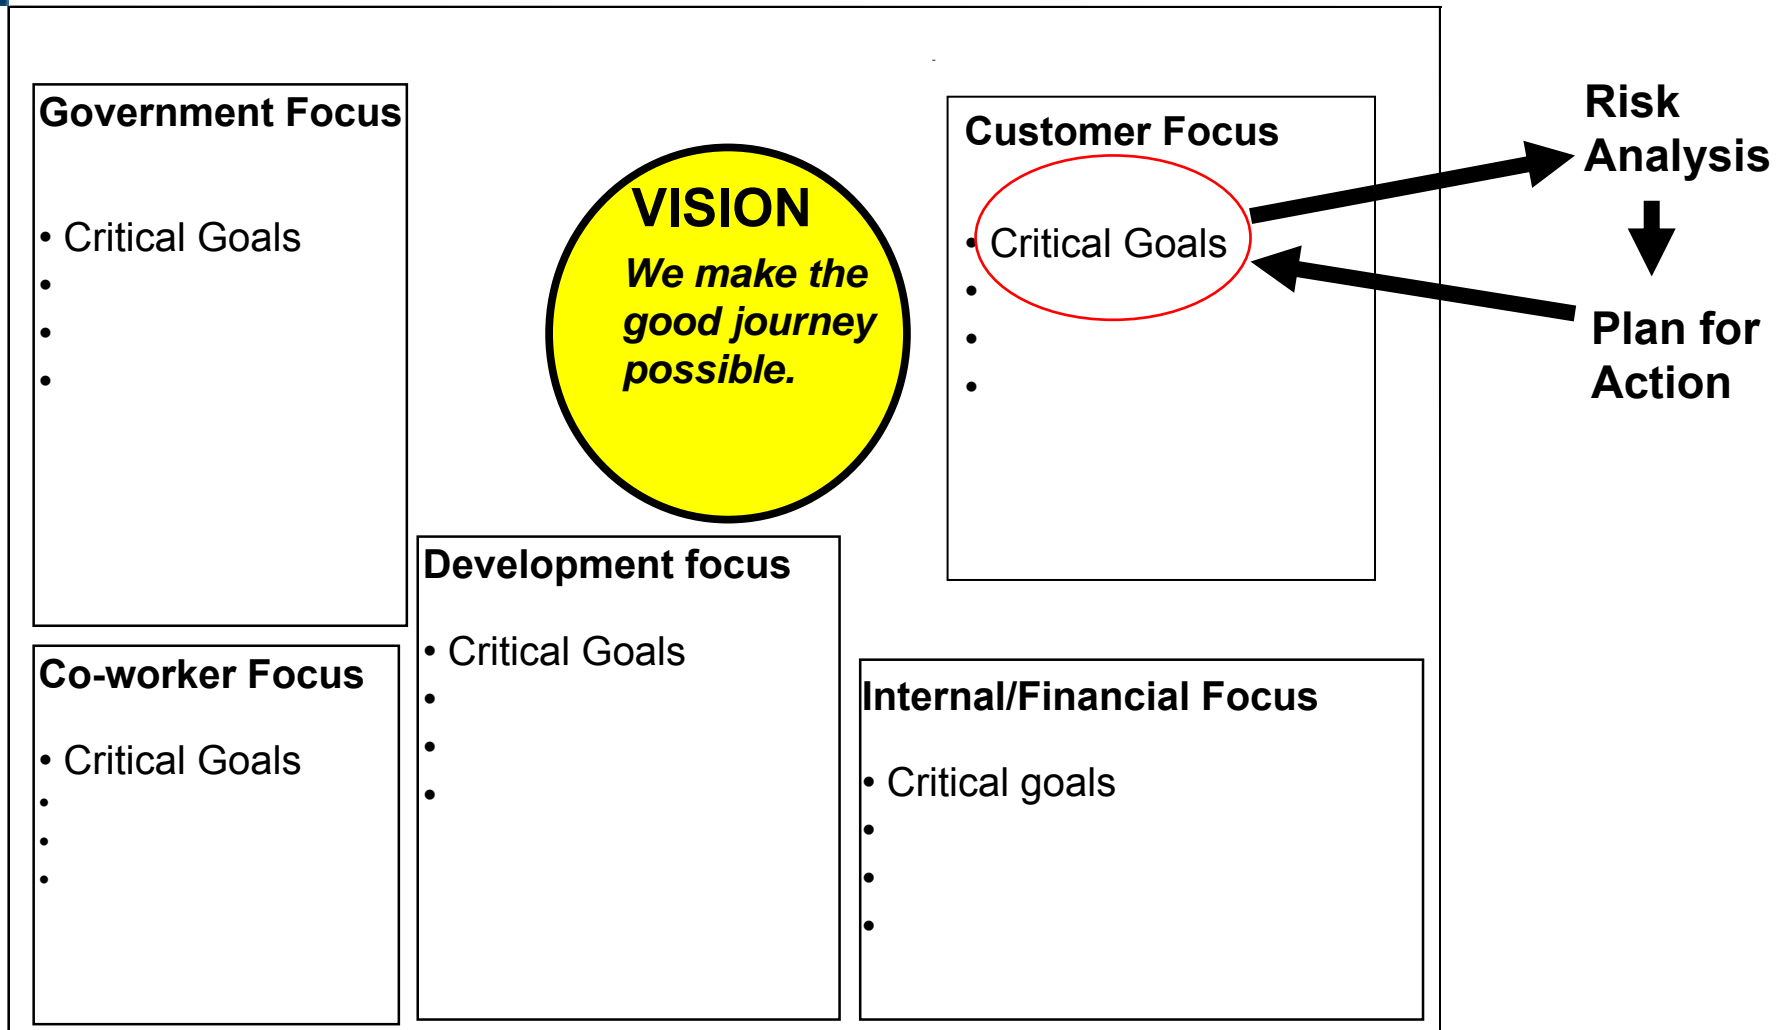 Government Focus
• Critical Goals
•
•
•
VISION
We make the
good journey
possible.
Customer Focus
• Critical Goals
•
•
•
Risk
Analysis
Plan for
Action
Development focus
• Critical Goals
•
•
•
Co-worker Focus
• Critical Goals
•
•
•
Internal/Financial Focus
• Critical goals
•
•
•